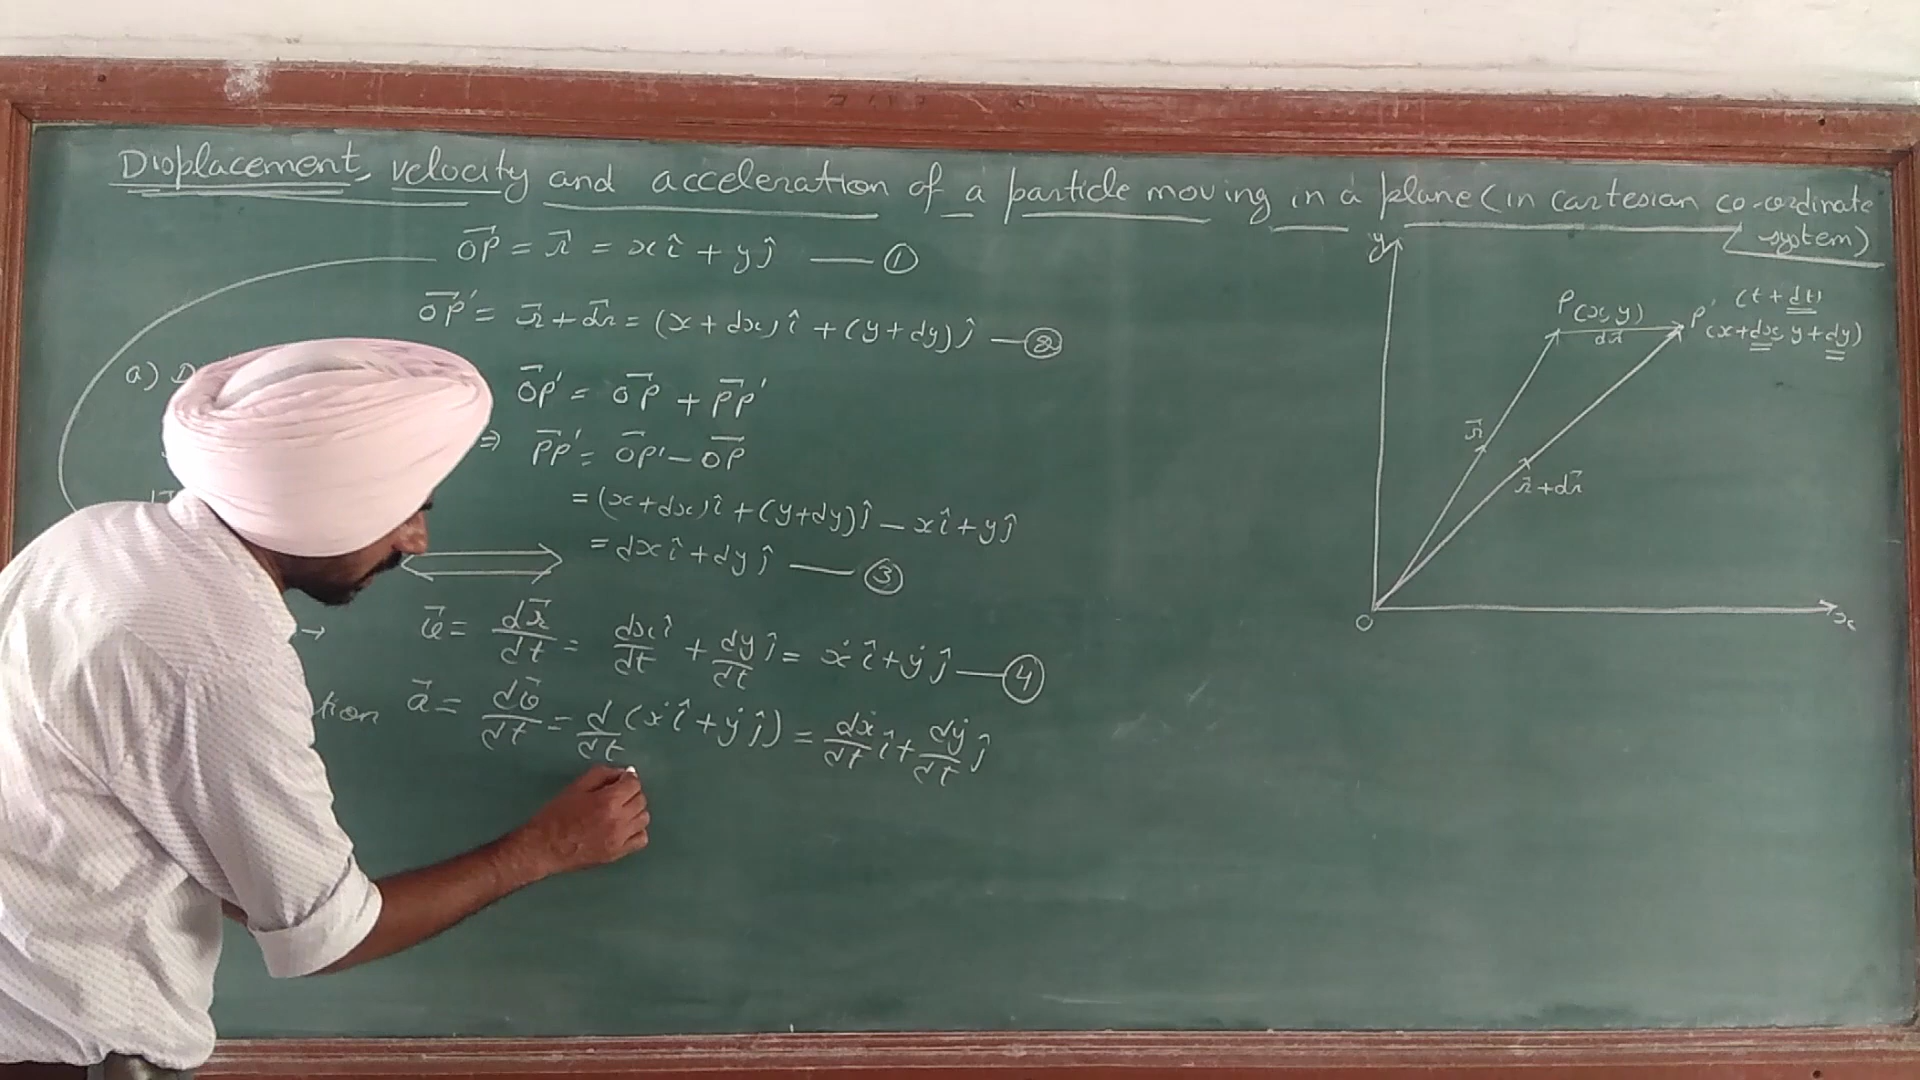 Displacement, velocity and acceleration of a particle moving in a plane (in cartesian co-ordinate
system)
OP⃗ = r⃗ = xî + yĵ — ①
OP⃗' = r⃗ + dr⃗ = (x+dx)î + (y+dy)ĵ — ②
a) D
OP⃗' = OP⃗ + PP⃗'
⇒ PP⃗' = OP⃗' − OP⃗
= (x+dx)î + (y+dy)ĵ − xî + yĵ
= dxî + dyĵ — ③
→ v⃗ = dr⃗/dt = dxî/dt + dy/dt ĵ = ẋî + ẏĵ — ④
tion a⃗ = dv⃗/dt = d/dt (ẋî + ẏĵ) = dẋ/dt î + dẏ/dt ĵ
y
P(x,y)
P' (t+dt)
(x+dx, y+dy)
dr⃗
r⃗
r⃗+dr⃗
O
x